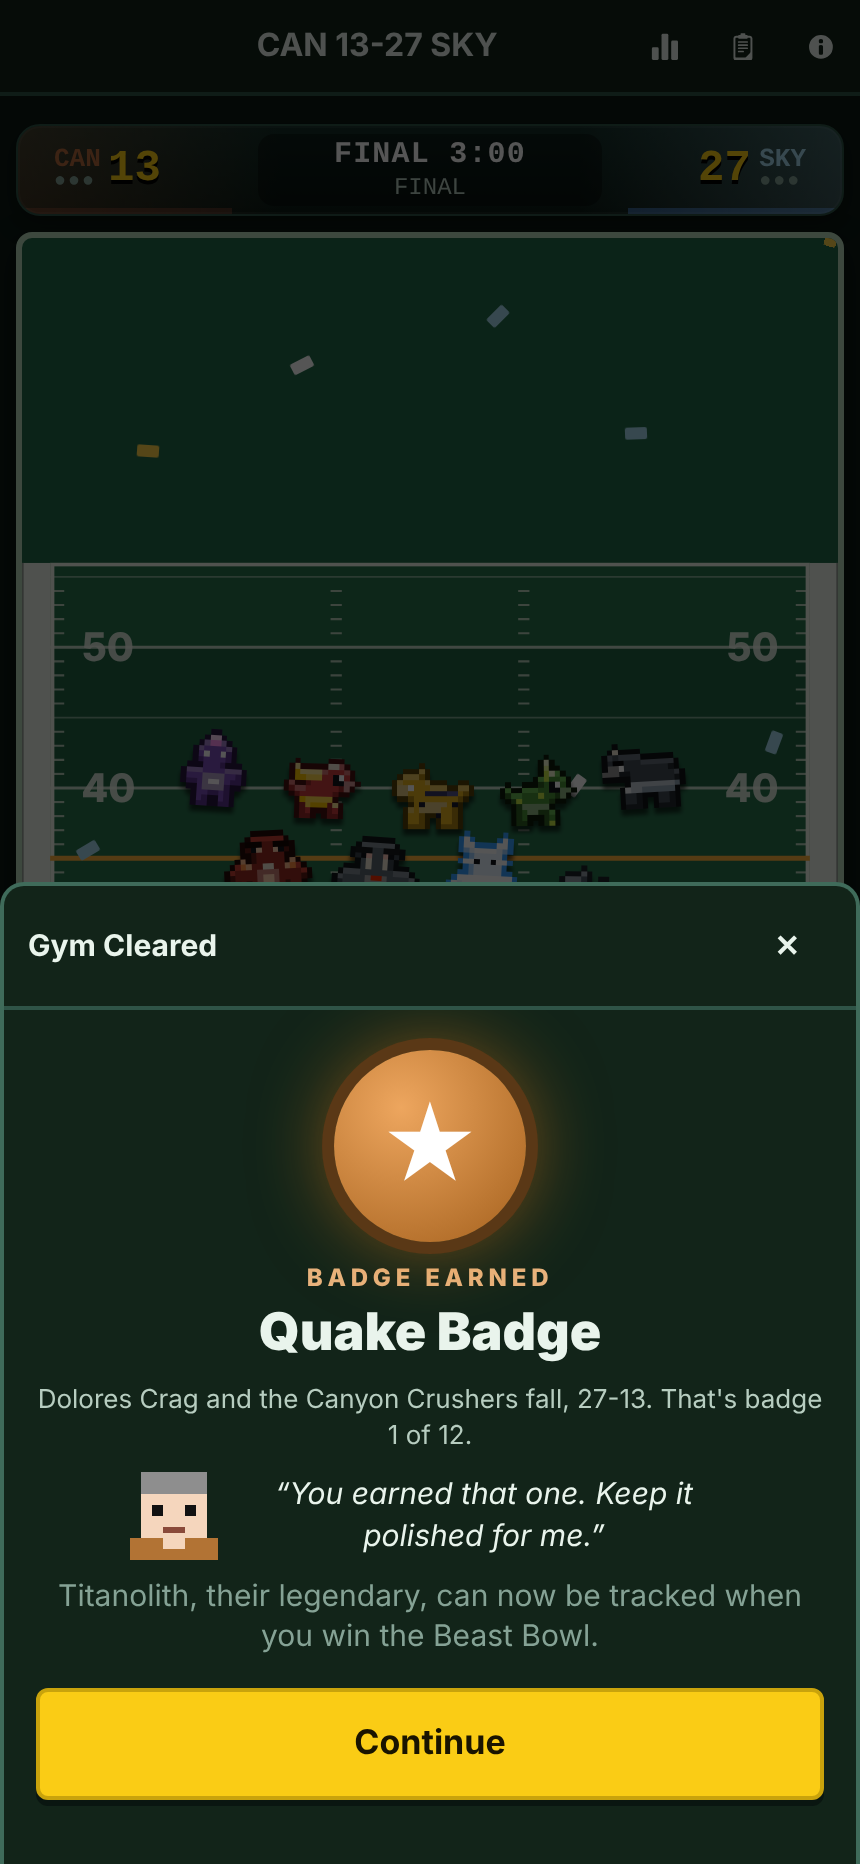 CAN 13-27 SKY
CAN 13
FINAL 3:00
FINAL
27 SKY
50 50
40 40
Gym Cleared ×
BADGE EARNED
Quake Badge
Dolores Crag and the Canyon Crushers fall, 27-13. That's badge
1 of 12.
“You earned that one. Keep it
polished for me.”
Titanolith, their legendary, can now be tracked when
you win the Beast Bowl.
Continue